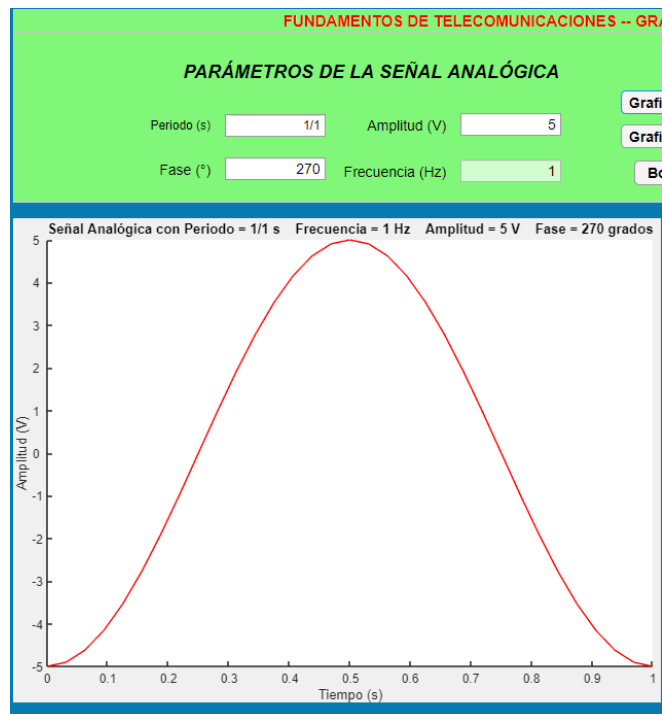 FUNDAMENTOS DE TELECOMUNICACIONES -- GRA
PARÁMETROS DE LA SEÑAL ANALÓGICA
Grafi
Periodo (s) 1/1 Amplitud (V) 5
Grafi
Fase (°) 270 Frecuencia (Hz) 1
Bo
Señal Analógica con Periodo = 1/1 s Frecuencia = 1 Hz Amplitud = 5 V Fase = 270 grados
5
4
3
2
1
0
-1
-2
-3
-4
-5
Amplitud (V)
0 0.1 0.2 0.3 0.4 0.5 0.6 0.7 0.8 0.9 1
Tiempo (s)